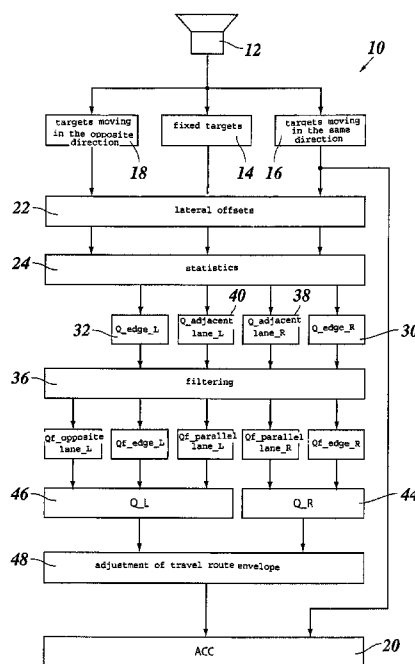 12
10
targets moving
in the opposite
direction
18
fixed targets
14
targets moving
in the same
direction
16
22
lateral offsets
24
statistics
32
Q_edge_L
40
Q_adjacent
lane_L
38
Q_adjacent
lane_R
Q_edge_R
30
36
filtering
Qf_opposite
lane_L
Qf_edge_L
Qf_parallel
lane_L
Qf_parallel
lane_R
Qf_edge_R
46
Q_L
Q_R
44
48
adjustment of travel route envelope
ACC
20